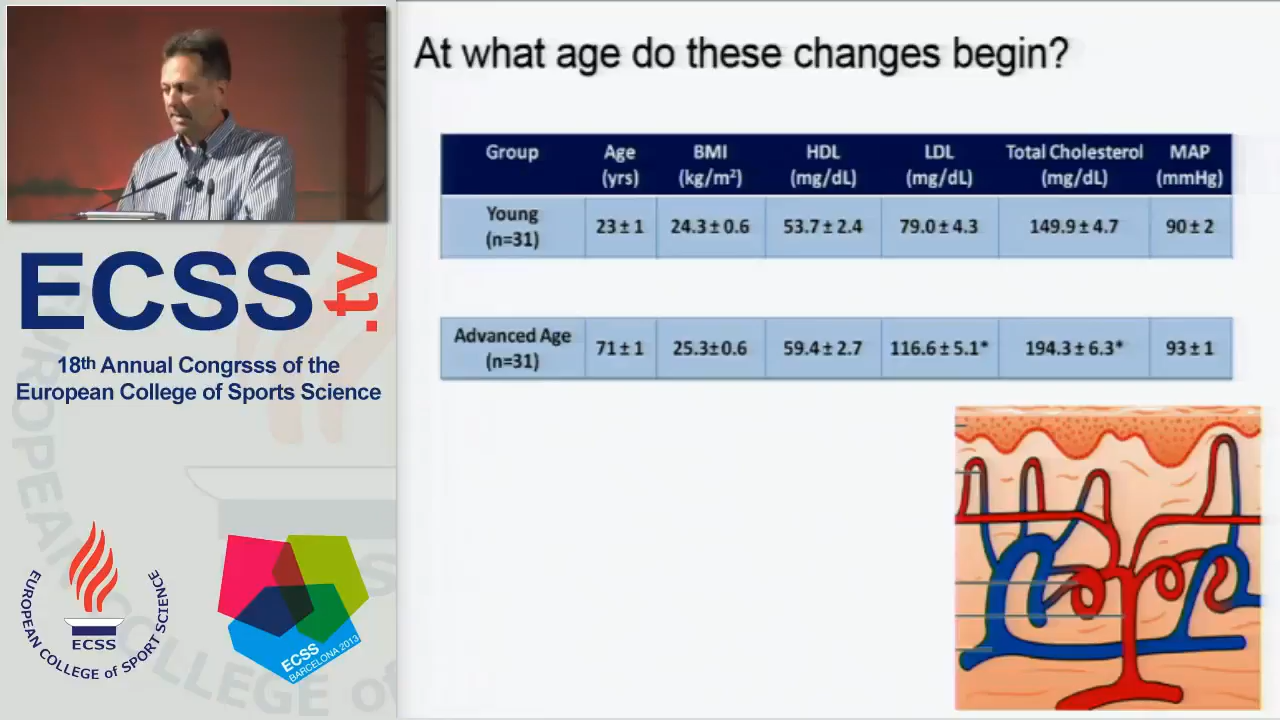 At what age do these changes begin?
Group Age (yrs) BMI (kg/m²) HDL (mg/dL) LDL (mg/dL) Total Cholesterol (mg/dL) MAP (mmHg)
Young (n=31) 23±1 24.3±0.6 53.7±2.4 79.0±4.3 149.9±4.7 90±2
Advanced Age (n=31) 71±1 25.3±0.6 59.4±2.7 116.6±5.1* 194.3±6.3* 93±1
ECSS.tv
18th Annual Congrsss of the
European College of Sports Science
EUROPEAN COLLEGE of SPORT SCIENCE
ECSS
ECSS
BARCELONA 2013